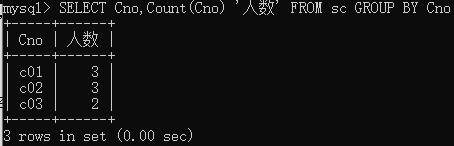 mysql> SELECT Cno,Count(Cno) '人数' FROM sc GROUP BY Cno
+-----+------+
| Cno | 人数 |
+-----+------+
| c01 |    3 |
| c02 |    3 |
| c03 |    2 |
+-----+------+
3 rows in set (0.00 sec)